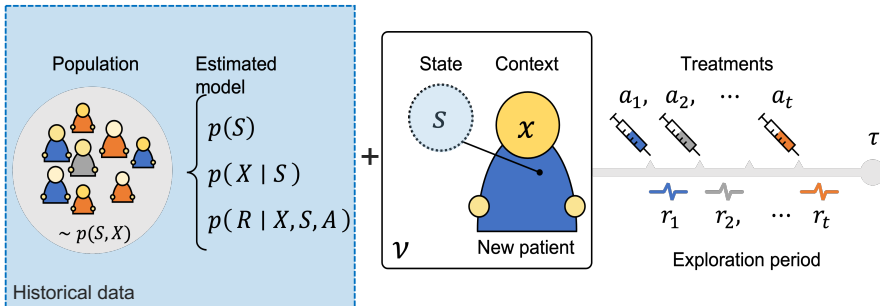 Population
Estimated
model
p(S)
p(X | S)
p(R | X, S, A)
~ p(S, X)
Historical data
+
State
Context
S
x
New patient
ν
Treatments
a₁, a₂, ⋯ aₜ
τ
r₁ r₂, ⋯ rₜ
Exploration period